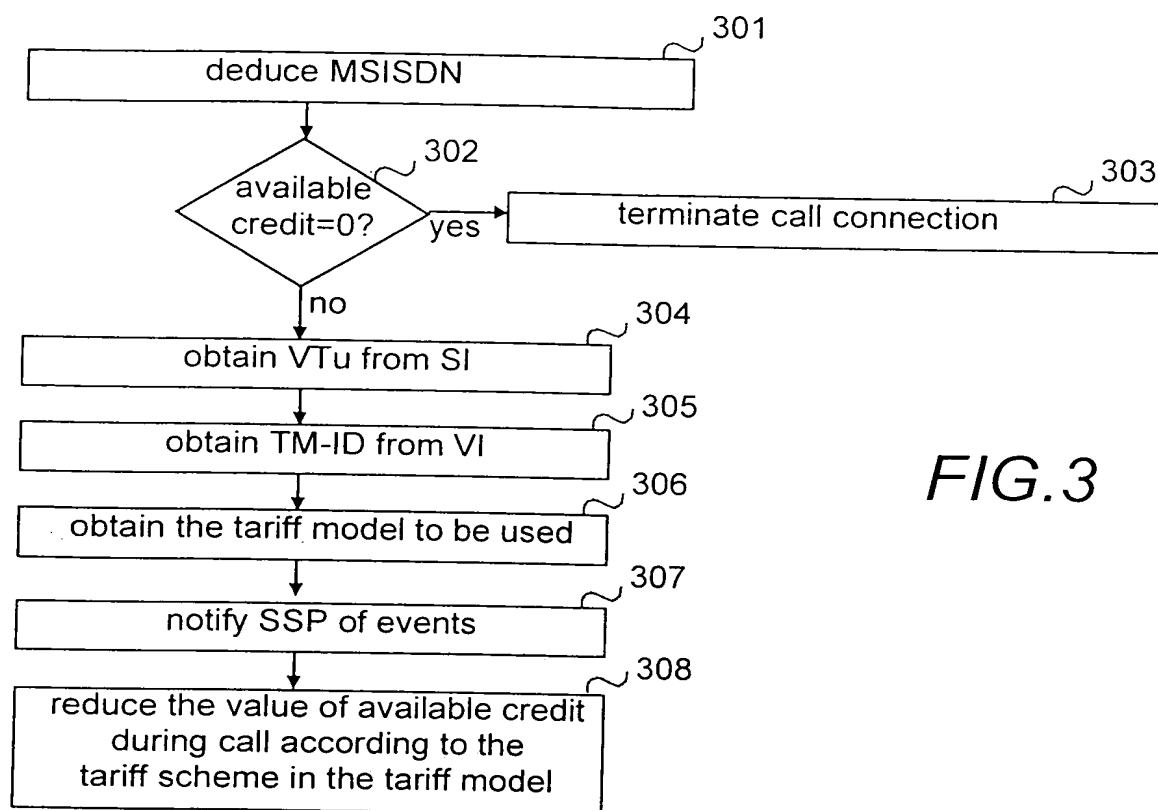 301
deduce MSISDN
302
available
credit=0?
yes
303
terminate call connection
no
304
obtain VTu from SI
305
obtain TM-ID from VI
306
obtain the tariff model to be used
FIG.3
307
notify SSP of events
308
reduce the value of available credit
during call according to the
tariff scheme in the tariff model